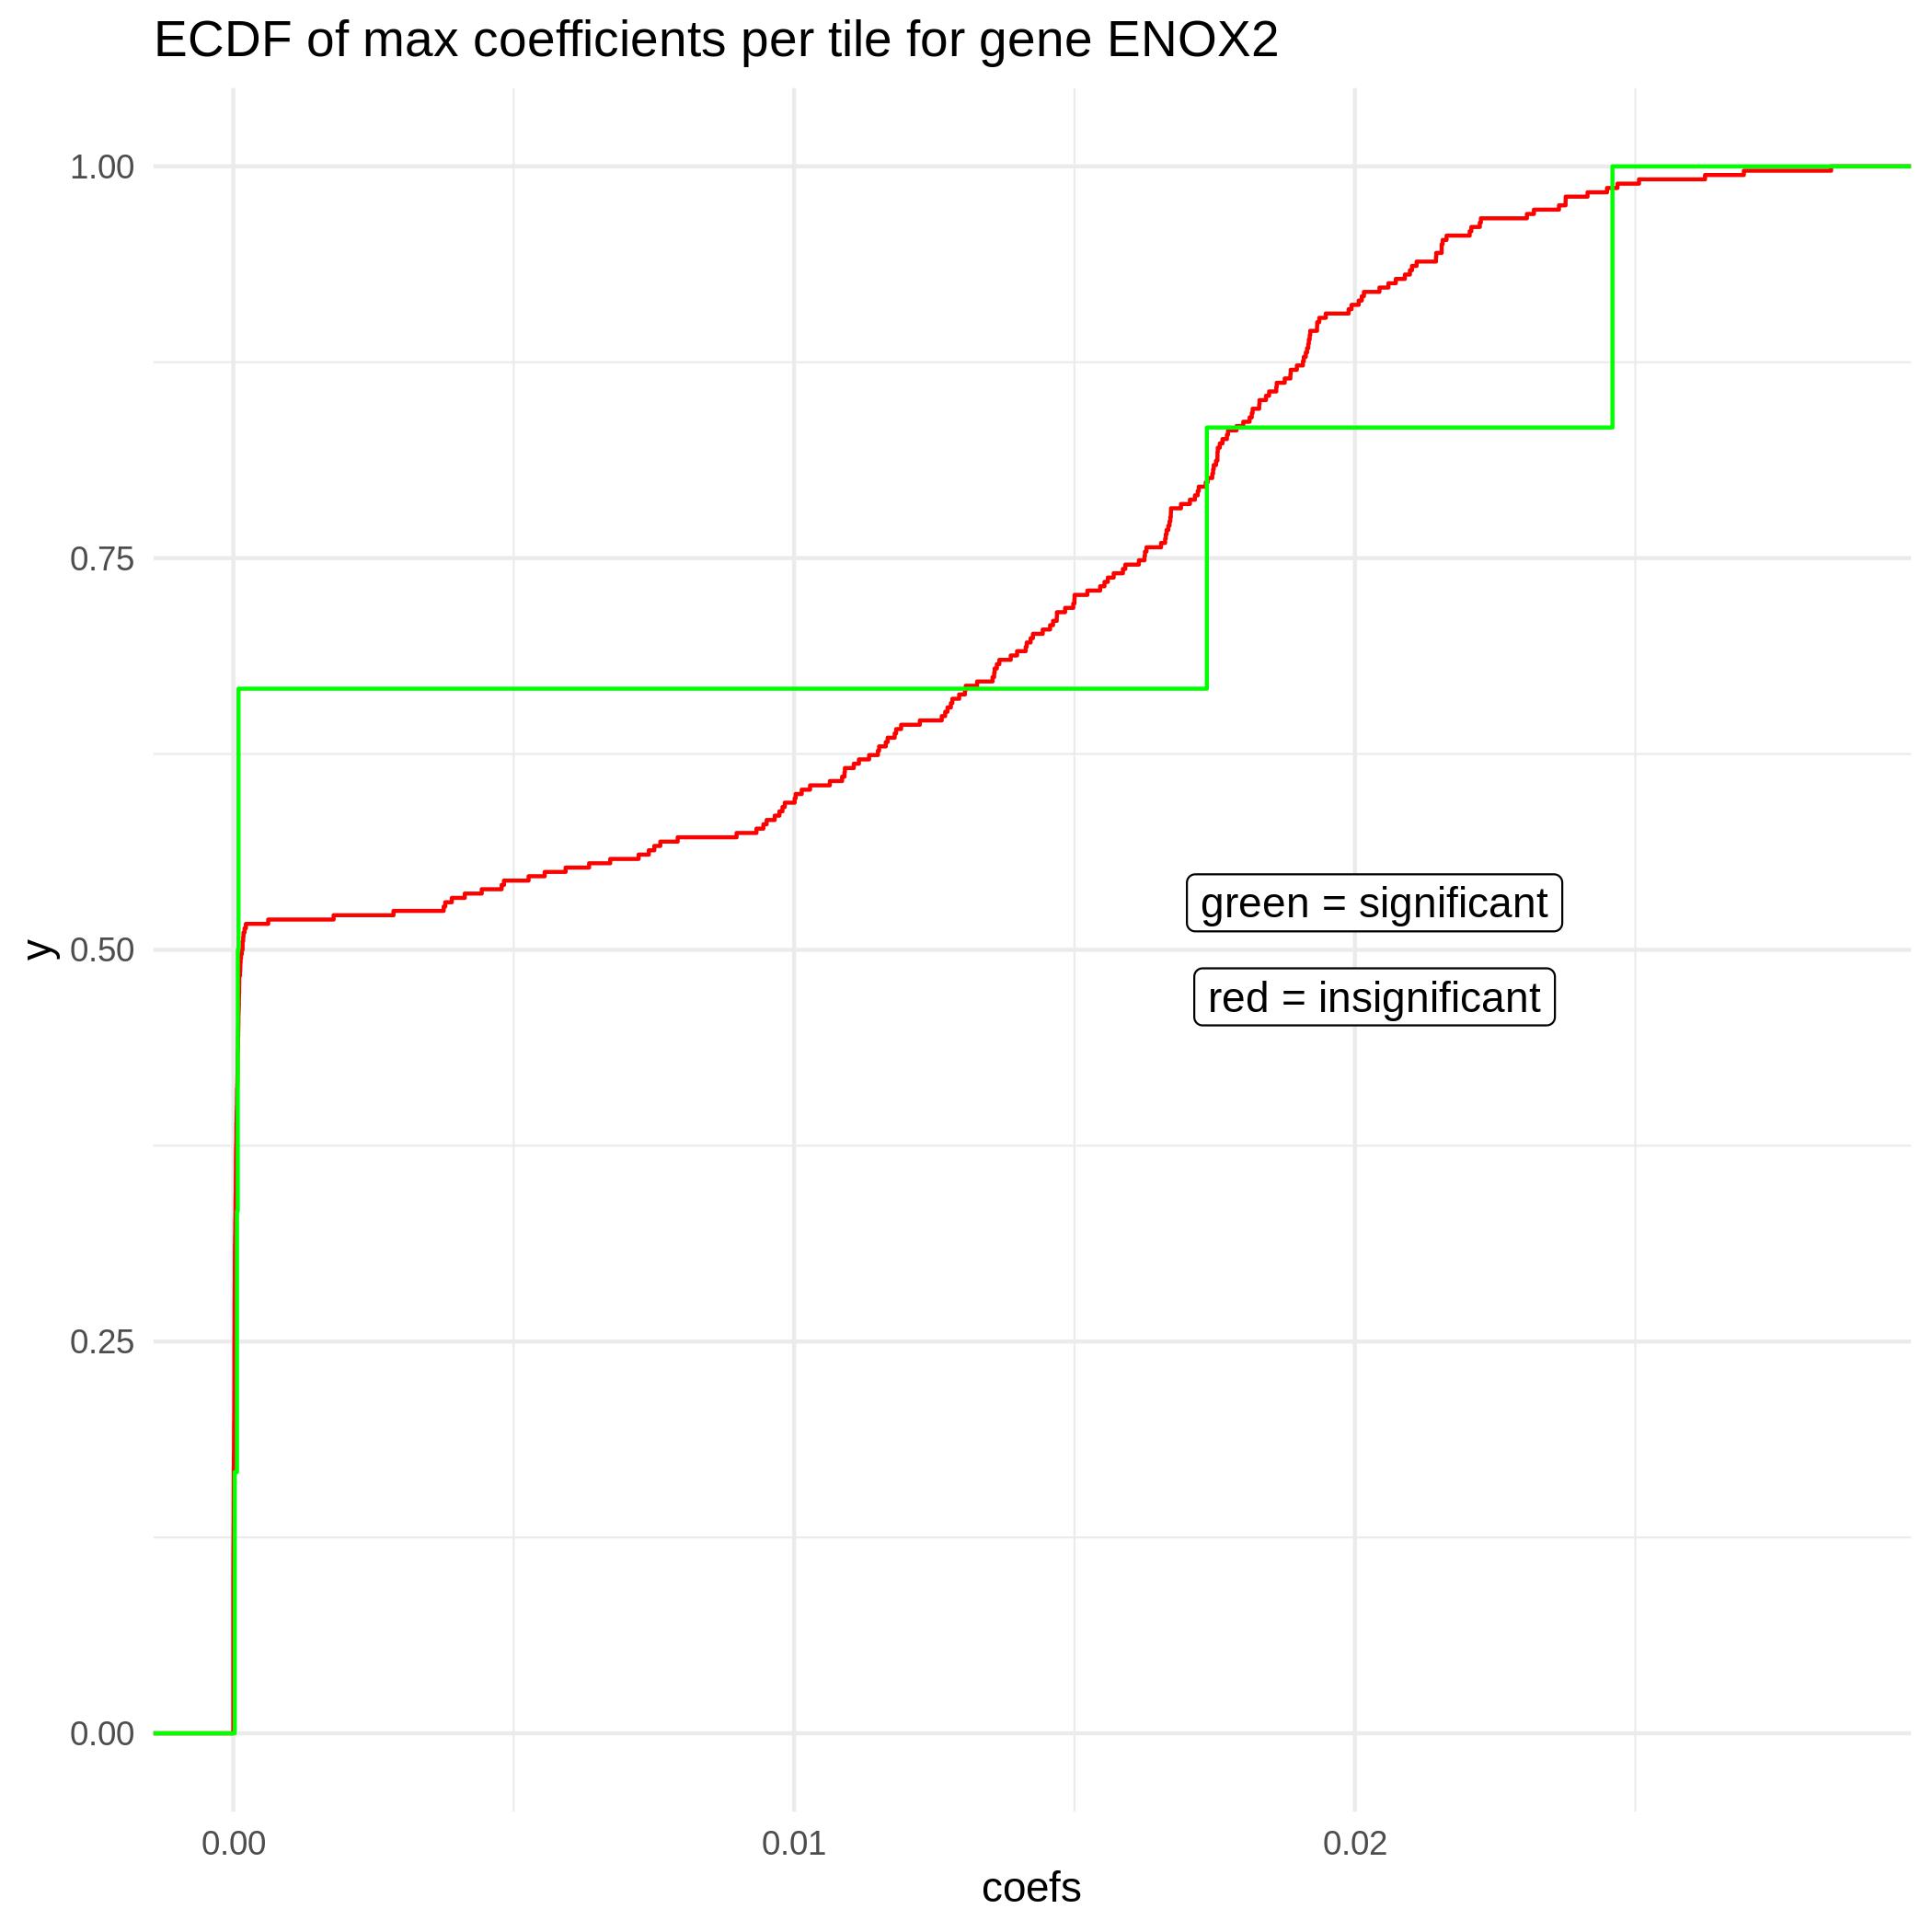 ECDF of max coefficients per tile for gene ENOX2
1.00
0.75
0.50
0.25
0.00
y
green = significant
red = insignificant
0.00
0.01
0.02
coefs